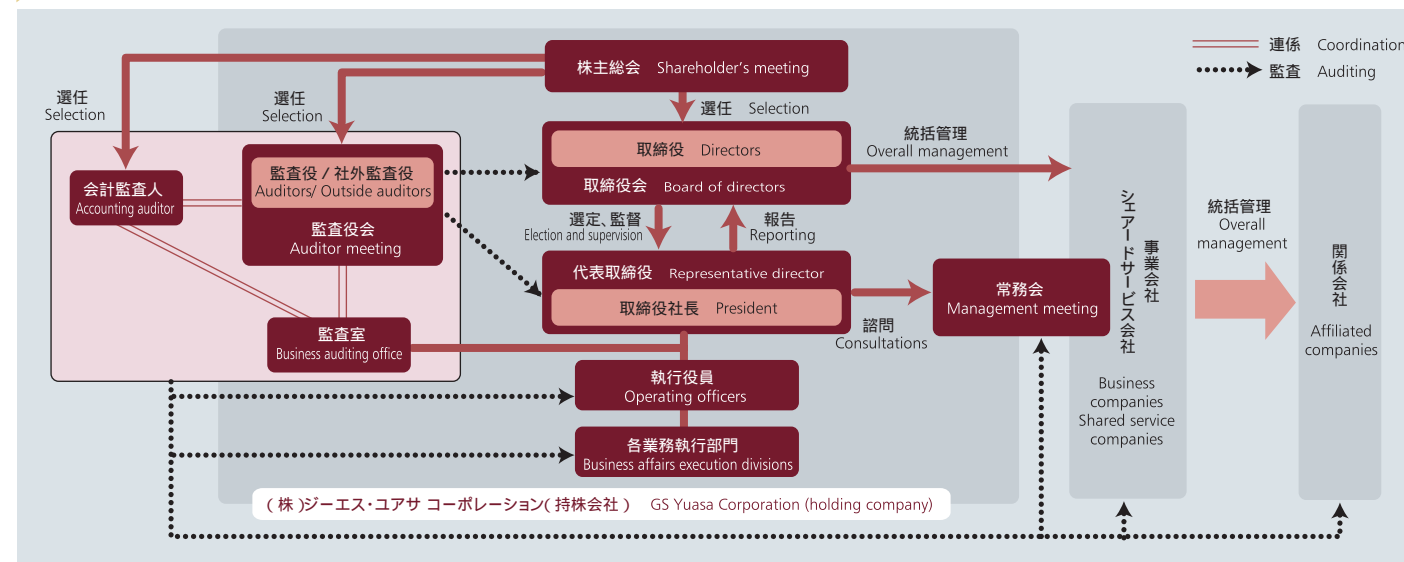 株主総会 Shareholder's meeting
連係 Coordination
監査 Auditing
選任
Selection
選任
Selection
選任 Selection
取締役 Directors
取締役会 Board of directors
統括管理
Overall management
監査役 / 社外監査役
Auditors/ Outside auditors
監査役会
Auditor meeting
会計監査人
Accounting auditor
選定、監督
Election and supervision
報告
Reporting
代表取締役 Representative director
取締役社長 President
諮問
Consultations
常務会
Management meeting
監査室
Business auditing office
執行役員
Operating officers
各業務執行部門
Business affairs execution divisions
事業会社
シェアードサービス会社
Business
companies
Shared service
companies
統括管理
Overall
management
関係会社
Affiliated
companies
( 株 )ジーエス・ユアサ コーポレーション( 持株会社 ) GS Yuasa Corporation (holding company)